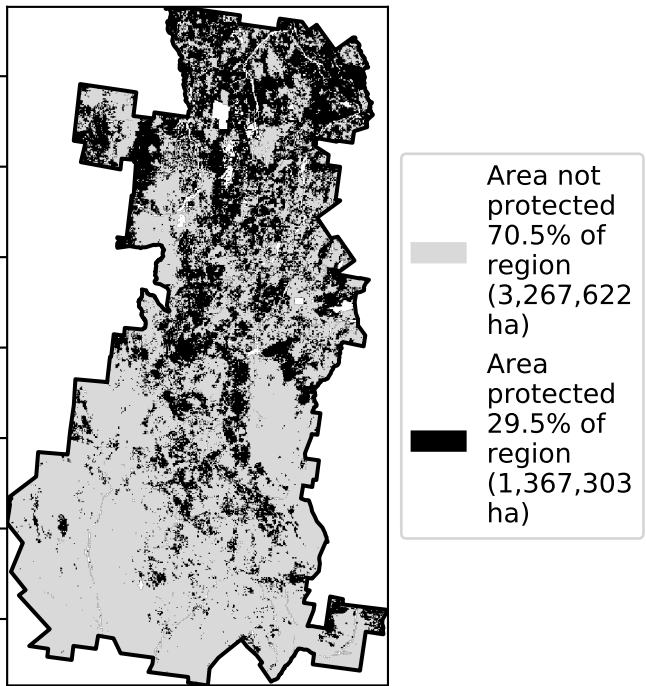 Area not
protected
70.5% of
region
(3,267,622
ha)
Area
protected
29.5% of
region
(1,367,303
ha)